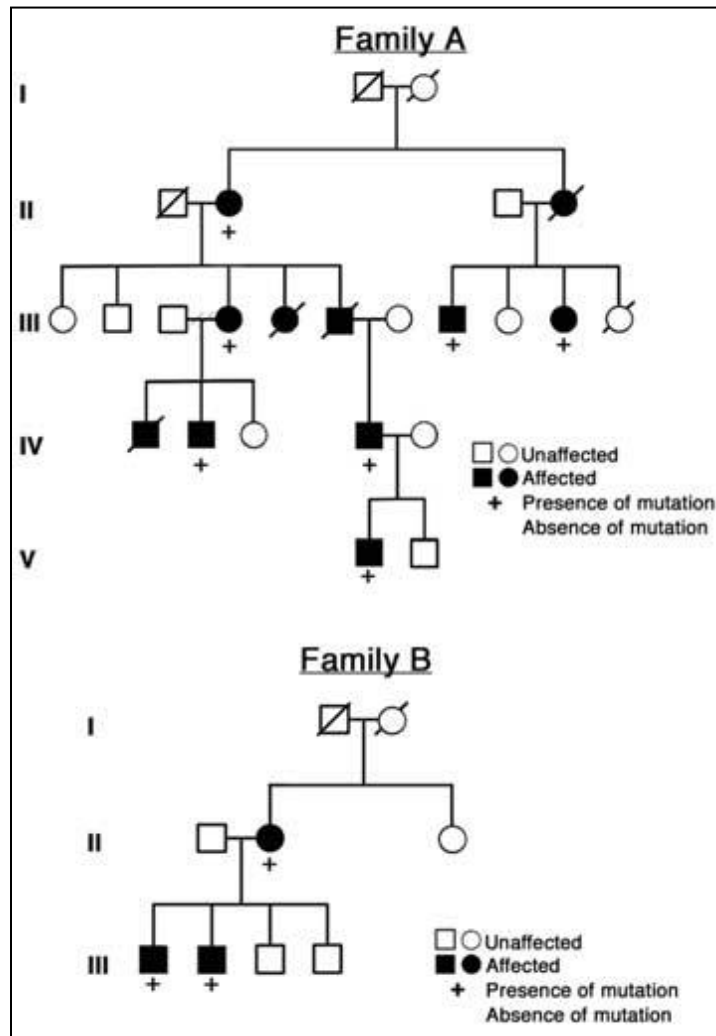 Family A
I
II
+
III
+
+
+
IV
+
+
Unaffected
Affected
+ Presence of mutation
Absence of mutation
V
+
Family B
I
II
+
III
+
+
Unaffected
Affected
+ Presence of mutation
Absence of mutation